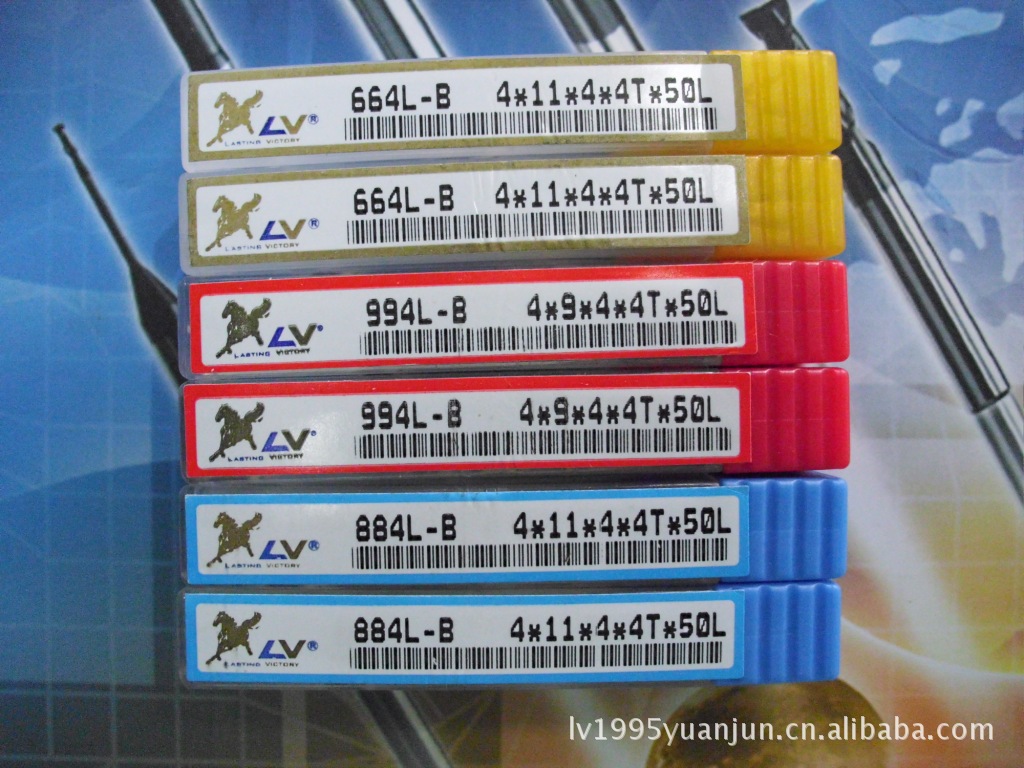 664L-B 4*11*4*4T*50L
LV®
LASTING VICTORY
664L-B 4*11*4*4T*50L
LV®
LASTING VICTORY
994L-B 4*9*4*4T*50L
LV®
LASTING VICTORY
994L-B 4*9*4*4T*50L
LV®
LASTING VICTORY
884L-B 4*11*4*4T*50L
LV®
LASTING VICTORY
884L-B 4*11*4*4T*50L
LV®
LASTING VICTORY
lv1995yuanjun.cn.alibaba.com